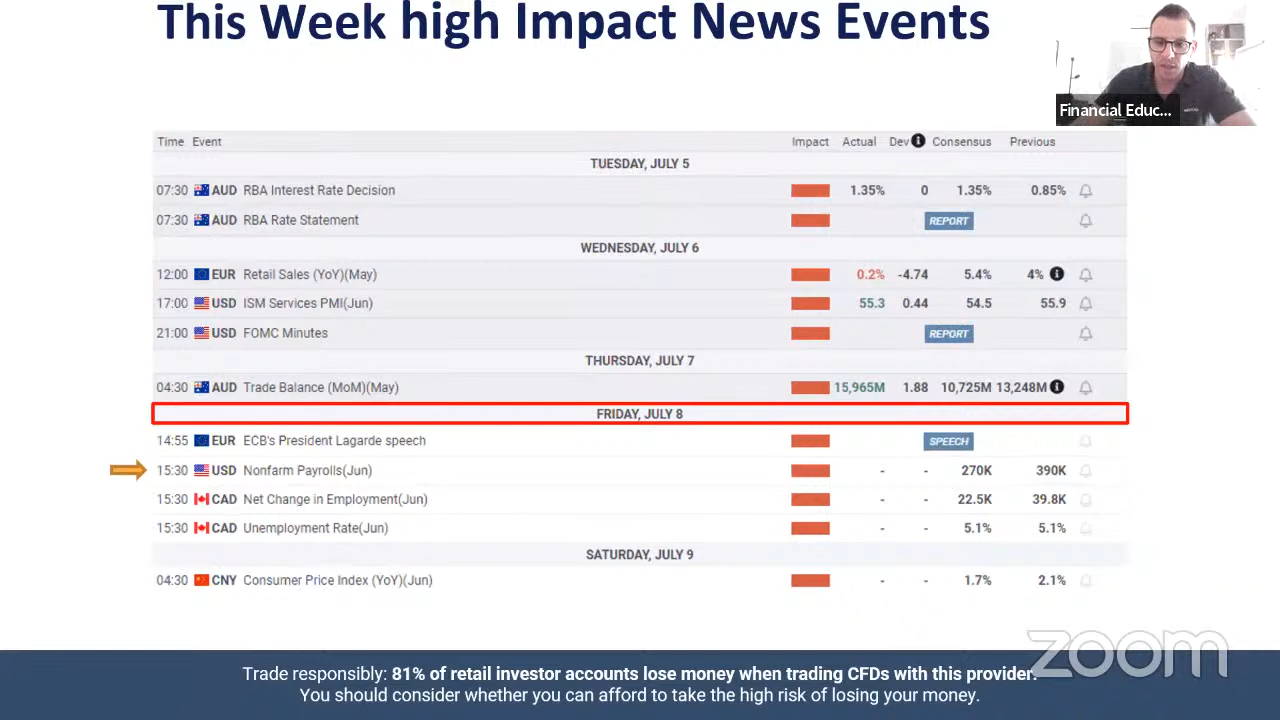 This Week high Impact News Events
Financial Educ...
Time Event Impact Actual Dev Consensus Previous
TUESDAY, JULY 5
07:30 AUD RBA Interest Rate Decision 1.35% 0 1.35% 0.85%
07:30 AUD RBA Rate Statement REPORT
WEDNESDAY, JULY 6
12:00 EUR Retail Sales (YoY)(May) 0.2% -4.74 5.4% 4%
17:00 USD ISM Services PMI(Jun) 55.3 0.44 54.5 55.9
21:00 USD FOMC Minutes REPORT
THURSDAY, JULY 7
04:30 AUD Trade Balance (MoM)(May) 15,965M 1.88 10,725M 13,248M
FRIDAY, JULY 8
14:55 EUR ECB's President Lagarde speech SPEECH
15:30 USD Nonfarm Payrolls(Jun) - - 270K 390K
15:30 CAD Net Change in Employment(Jun) - - 22.5K 39.8K
15:30 CAD Unemployment Rate(Jun) - - 5.1% 5.1%
SATURDAY, JULY 9
04:30 CNY Consumer Price Index (YoY)(Jun) - - 1.7% 2.1%
zoom
Trade responsibly: 81% of retail investor accounts lose money when trading CFDs with this provider.
You should consider whether you can afford to take the high risk of losing your money.